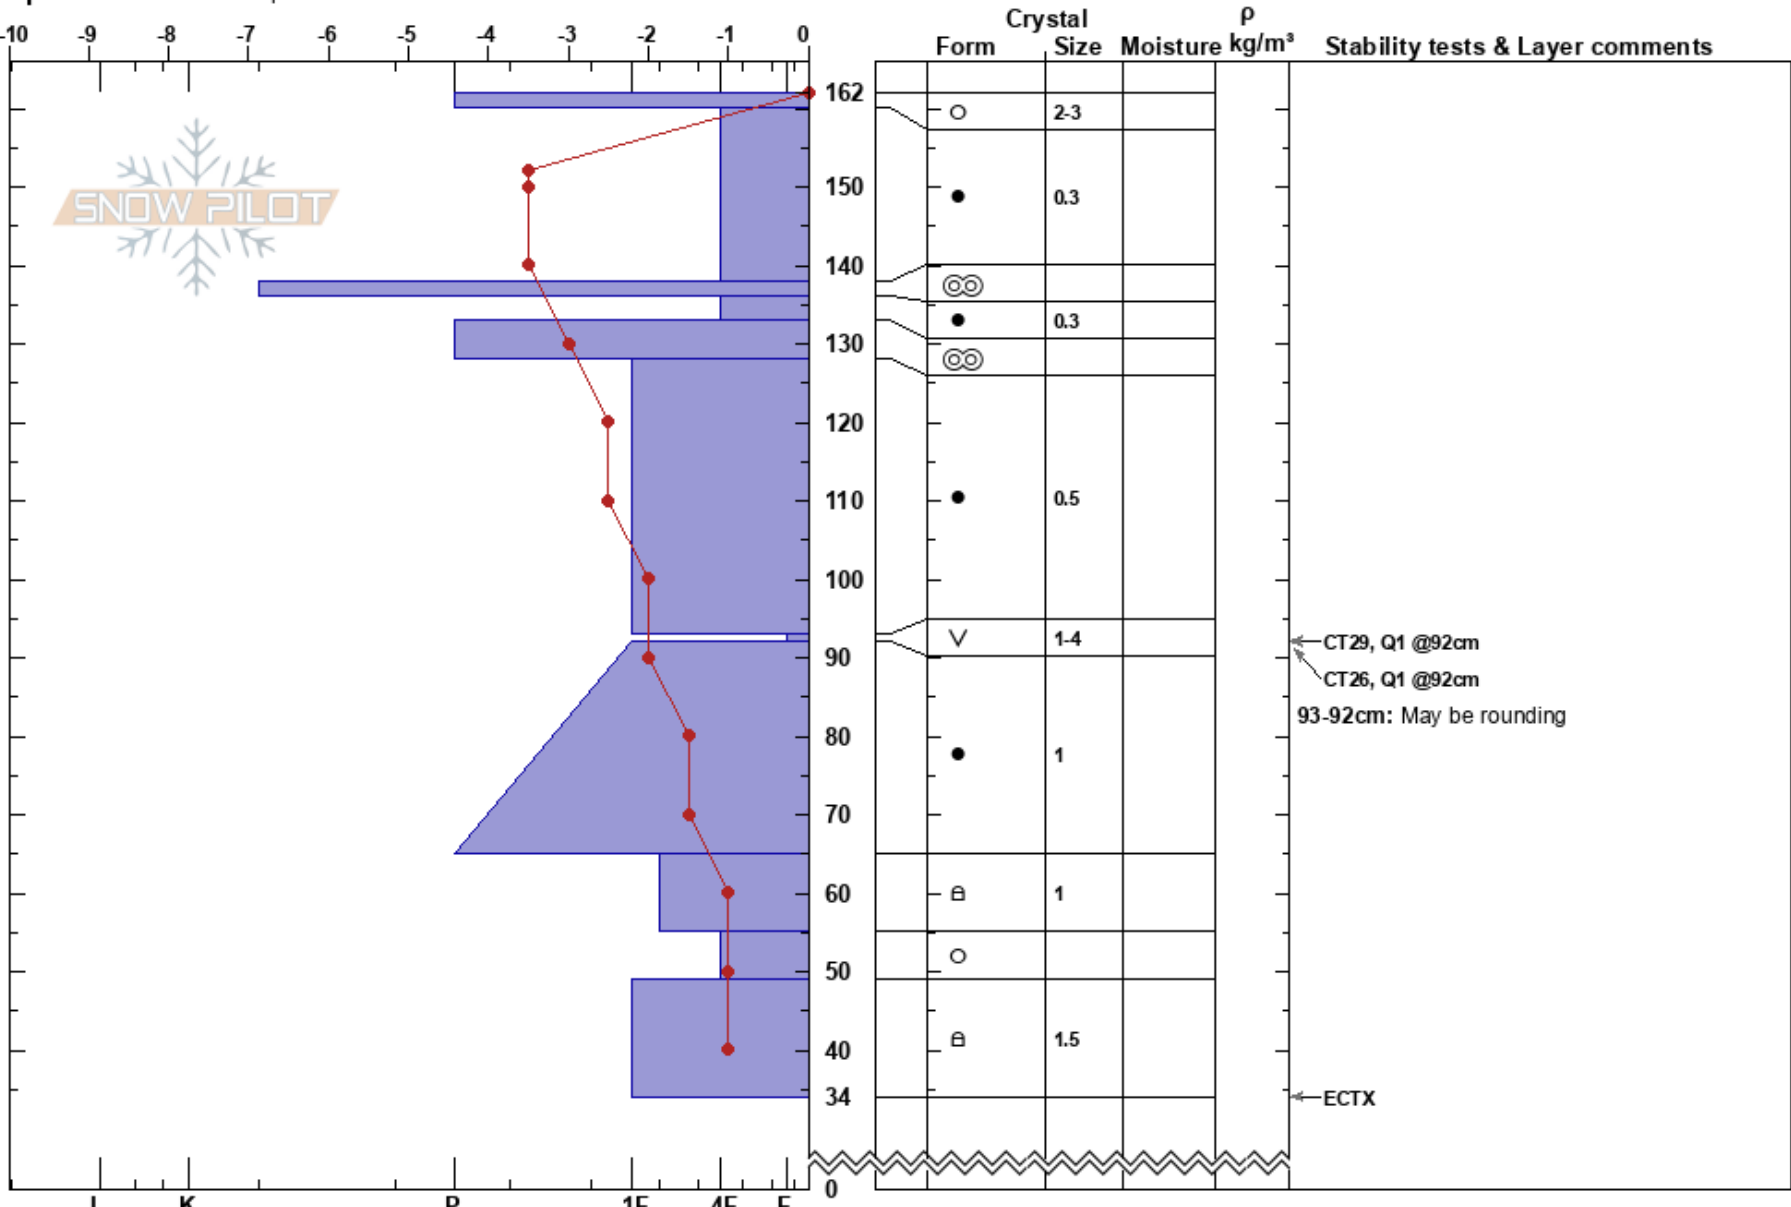 Crystal ρ
Form Size Moisture kg/m³ Stability tests & Layer comments
-10 -9 -8 -7 -6 -5 -4 -3 -2 -1 0
162
2-3
SNOW PILOT
150
0.3
140
0.3
130
120
110
0.5
100
1-4
90
CT29, Q1 @92cm
CT26, Q1 @92cm
93-92cm: May be rounding
80
1
70
60
1
50
40
1.5
34
ECTX
0
I K P 1F 4F F